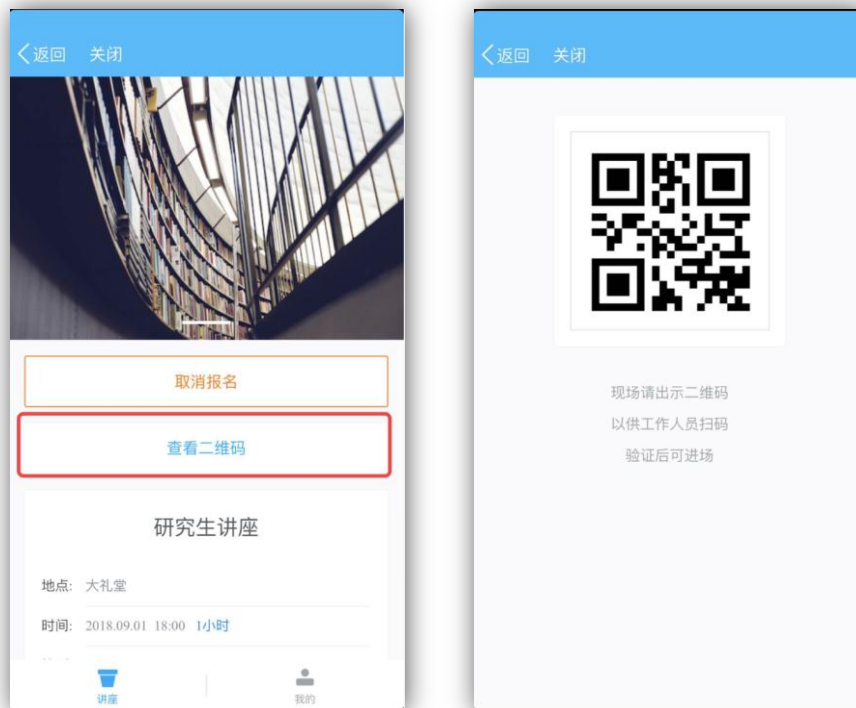 返回 关闭
取消报名
查看二维码
研究生讲座
地点: 大礼堂
时间: 2018.09.01 18:00 1小时
讲座
我的
返回 关闭
现场请出示二维码
以供工作人员扫码
验证后可进场